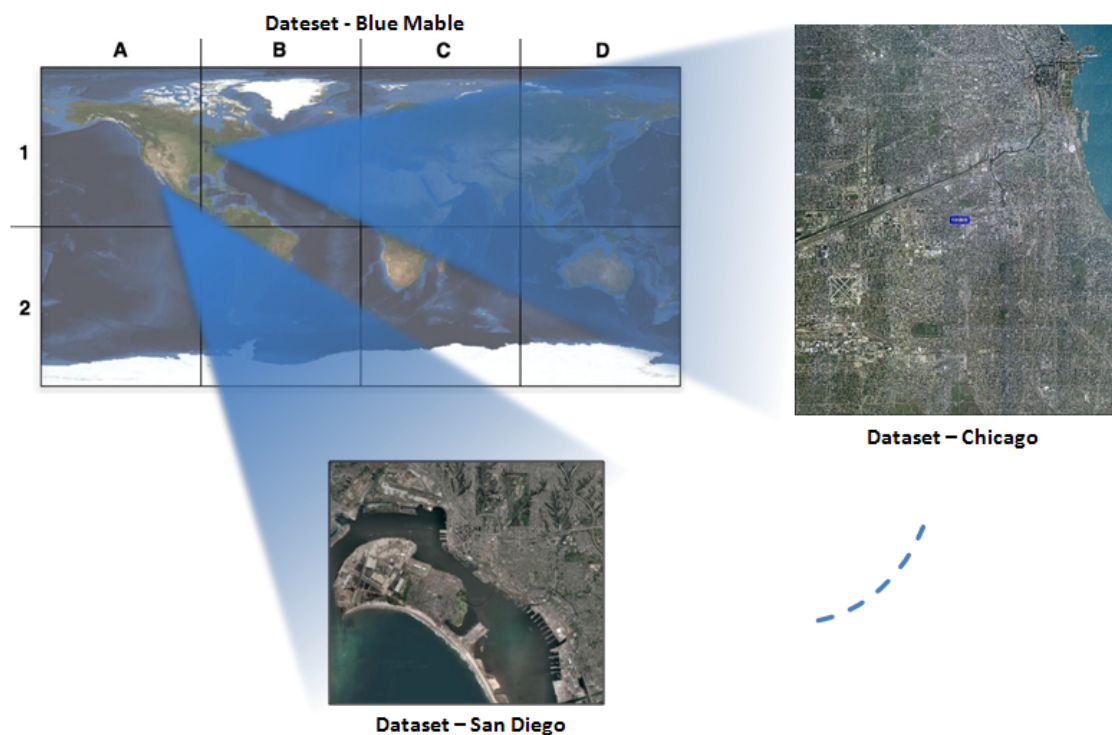 Dateset - Blue Mable
A B C D
1
2
Dataset – Chicago
Dataset – San Diego